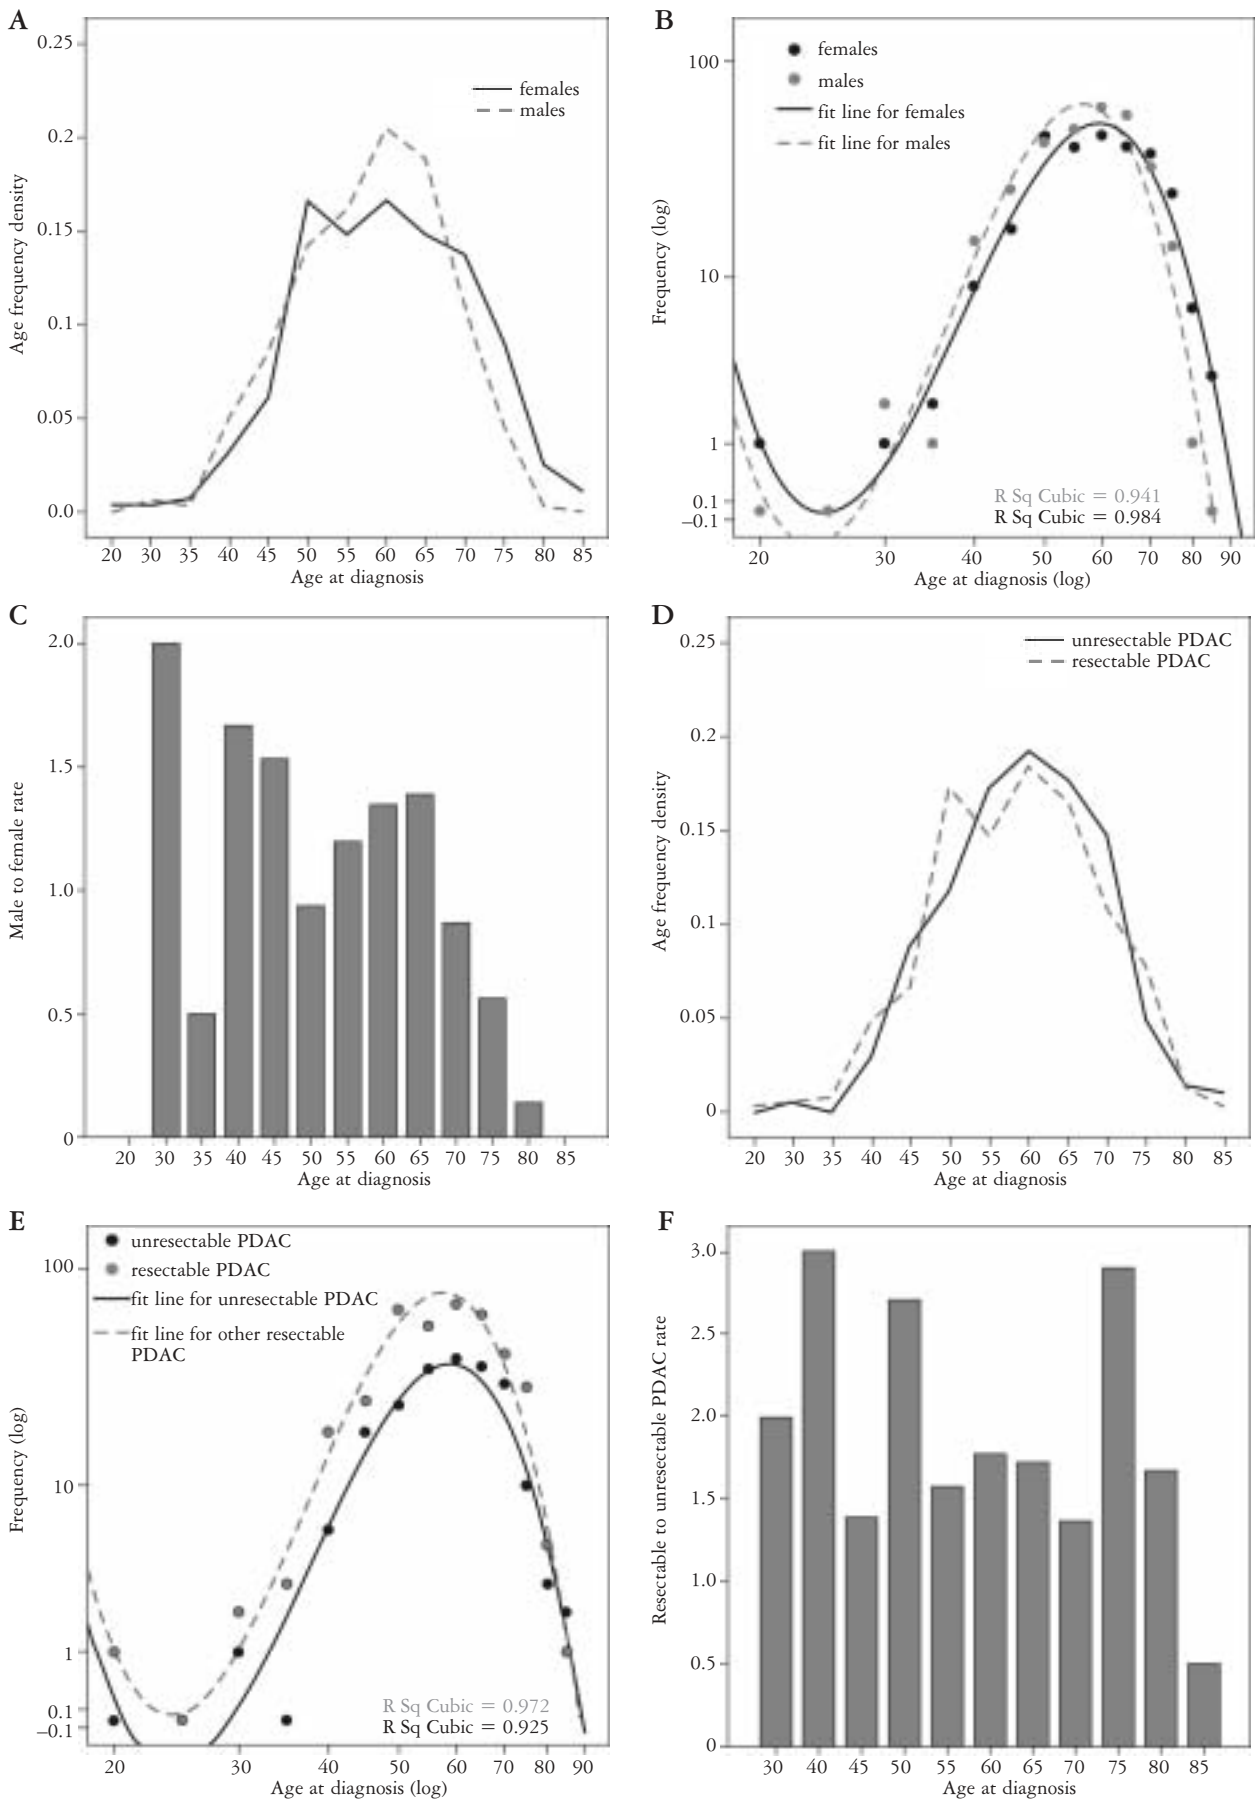 A
0.25
0.2
0.15
0.1
0.05
0.0
Age frequency density
females
males
20 30 35 40 45 50 55 60 65 70 75 80 85
Age at diagnosis
B
females
males
fit line for females
fit line for males
100
10
1
0.1
–0.1
Frequency (log)
R Sq Cubic = 0.941
R Sq Cubic = 0.984
20 30 40 50 60 70 80 90
Age at diagnosis (log)
C
2.0
1.5
1.0
0.5
0
Male to female rate
20 30 35 40 45 50 55 60 65 70 75 80 85
Age at diagnosis
D
unresectable PDAC
resectable PDAC
0.25
0.2
0.15
0.1
0.05
0
Age frequency density
20 30 35 40 45 50 55 60 65 70 75 80 85
Age at diagnosis
E
unresectable PDAC
resectable PDAC
fit line for unresectable PDAC
fit line for other resectable
PDAC
100
10
1
0.1
–0.1
Frequency (log)
R Sq Cubic = 0.972
R Sq Cubic = 0.925
20 30 40 50 60 70 80 90
Age at diagnosis (log)
F
3.0
2.5
2.0
1.5
1.0
0.5
0
Resectable to unresectable PDAC rate
30 40 45 50 55 60 65 70 75 80 85
Age at diagnosis